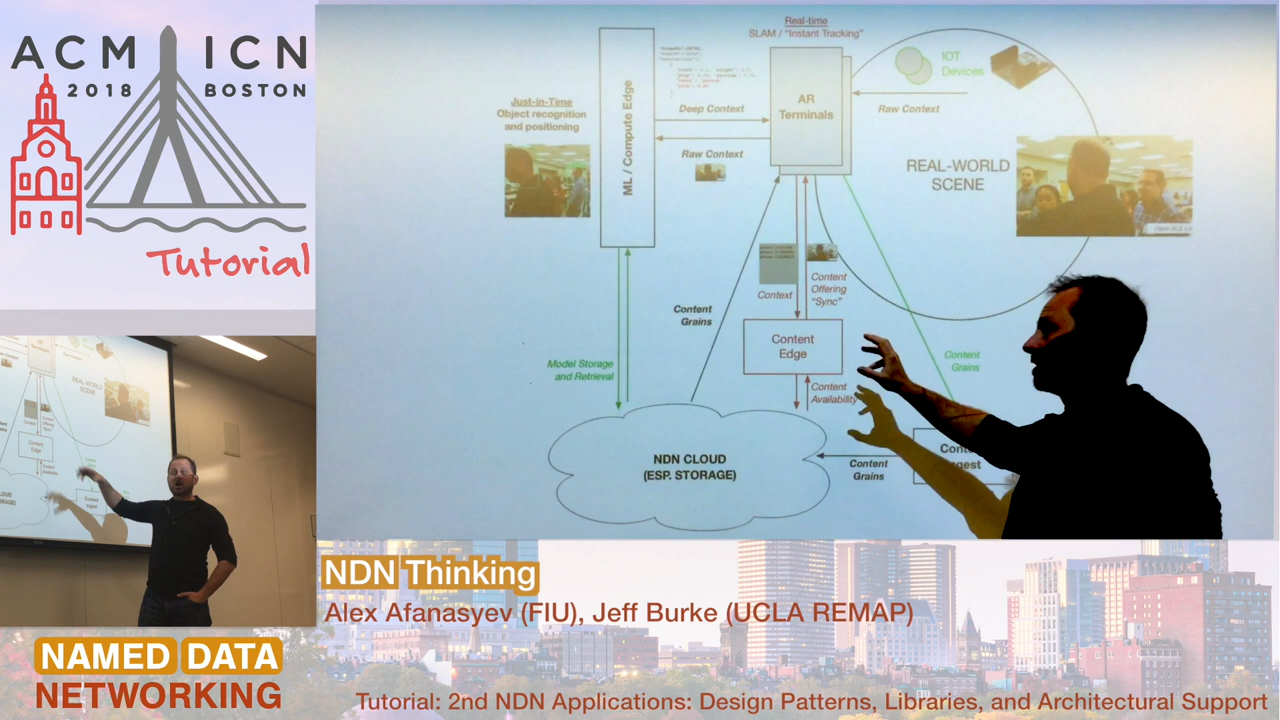 ACM ICN
2018 BOSTON
Tutorial
Real-time
SLAM / “Instant Tracking”
Just-in-Time
Object recognition
and positioning
ML / Compute Edge
Deep Context
Raw Context
AR
Terminals
IOT
Devices
Raw Context
REAL-WORLD
SCENE
Context
Content
Offering
“Sync”
Content
Grains
Content
Edge
Content
Grains
Model Storage
and Retrieval
Content
Availability
NDN CLOUD
(ESP. STORAGE)
Content
Grains
NDN Thinking
Alex Afanasyev (FIU), Jeff Burke (UCLA REMAP)
NAMED DATA
NETWORKING
Tutorial: 2nd NDN Applications: Design Patterns, Libraries, and Architectural Support